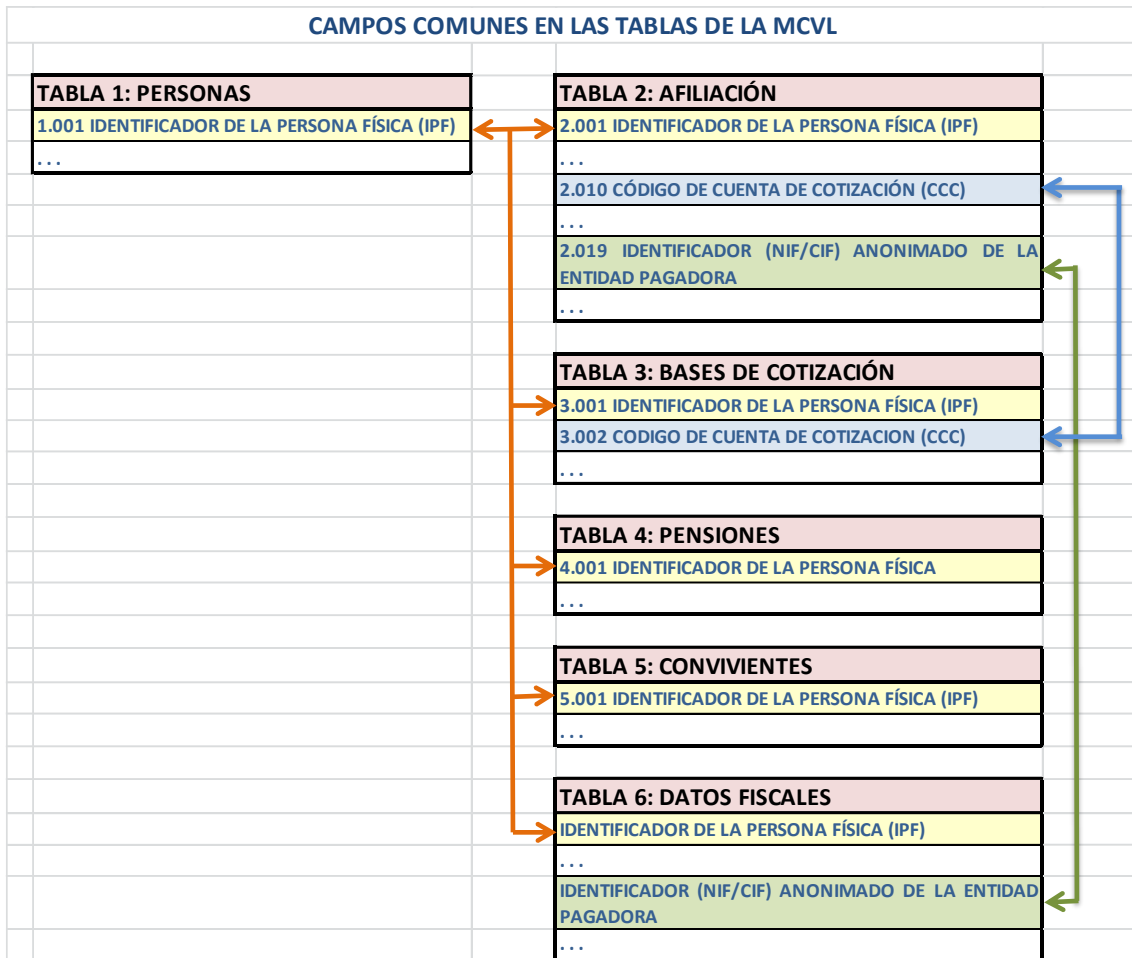 CAMPOS COMUNES EN LAS TABLAS DE LA MCVL
TABLA 1: PERSONAS
1.001 IDENTIFICADOR DE LA PERSONA FÍSICA (IPF)
...
TABLA 2: AFILIACIÓN
2.001 IDENTIFICADOR DE LA PERSONA FÍSICA (IPF)
...
2.010 CÓDIGO DE CUENTA DE COTIZACIÓN (CCC)
...
2.019 IDENTIFICADOR (NIF/CIF) ANONIMADO DE LA
ENTIDAD PAGADORA
...
TABLA 3: BASES DE COTIZACIÓN
3.001 IDENTIFICADOR DE LA PERSONA FÍSICA (IPF)
3.002 CODIGO DE CUENTA DE COTIZACION (CCC)
...
TABLA 4: PENSIONES
4.001 IDENTIFICADOR DE LA PERSONA FÍSICA
...
TABLA 5: CONVIVIENTES
5.001 IDENTIFICADOR DE LA PERSONA FÍSICA (IPF)
...
TABLA 6: DATOS FISCALES
IDENTIFICADOR DE LA PERSONA FÍSICA (IPF)
...
IDENTIFICADOR (NIF/CIF) ANONIMADO DE LA ENTIDAD
PAGADORA
...